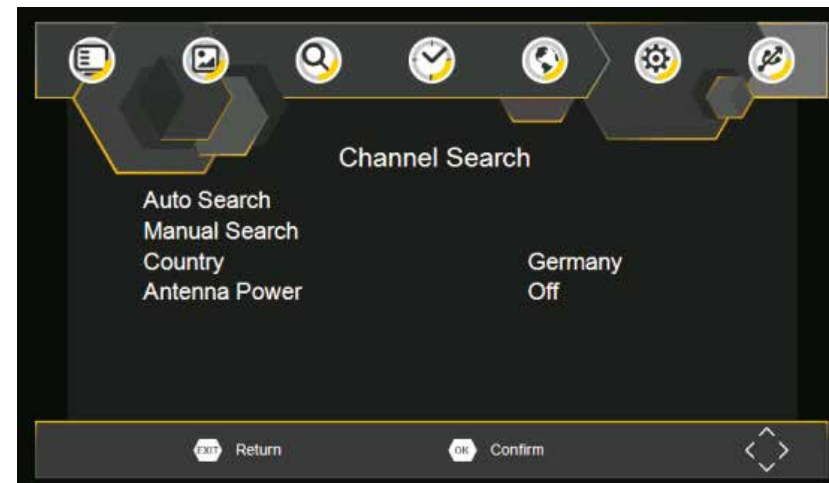 Channel Search
Auto Search
Manual Search
Country Germany
Antenna Power Off
EXIT Return OK Confirm